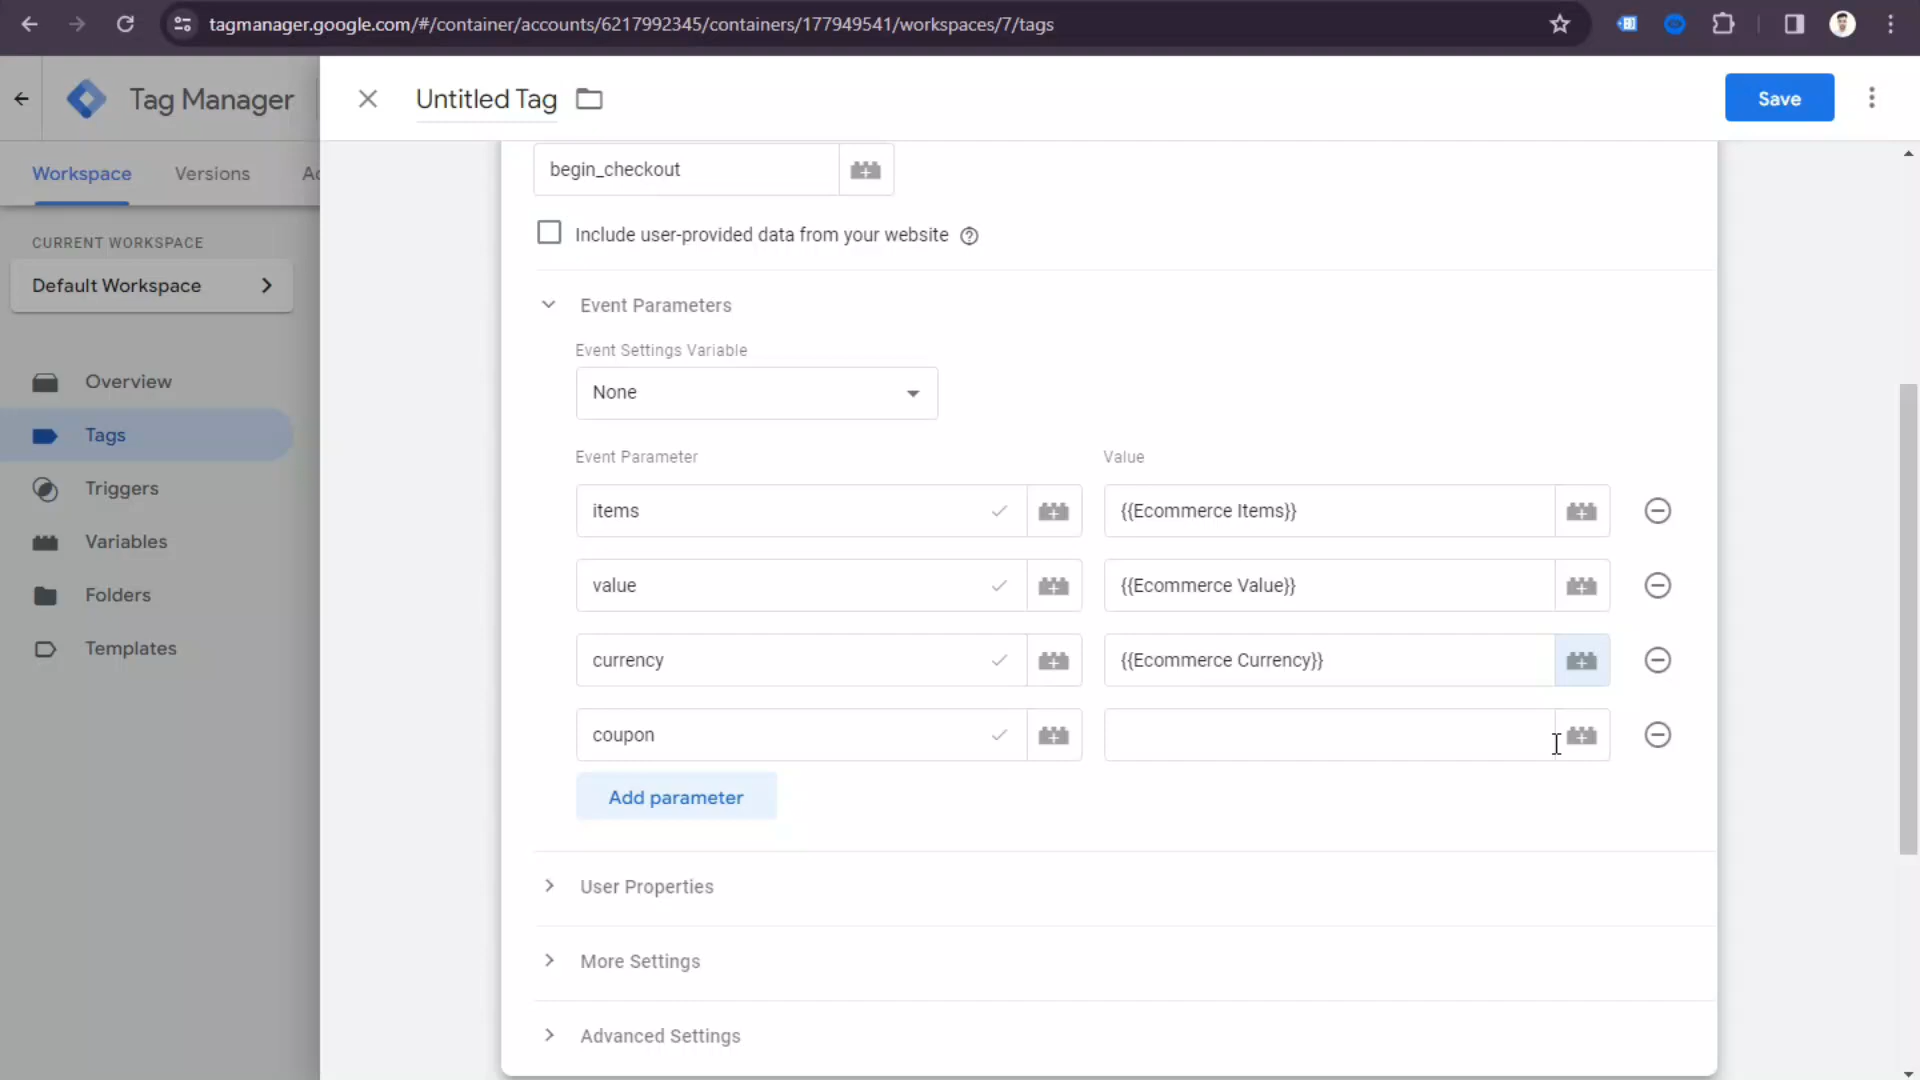 tagmanager.google.com/#/container/accounts/6217992345/containers/177949541/workspaces/7/tags
Tag Manager
Untitled Tag
Save
Workspace
Versions
Ac
CURRENT WORKSPACE
Default Workspace
Overview
Tags
Triggers
Variables
Folders
Templates
begin_checkout
Include user-provided data from your website
Event Parameters
Event Settings Variable
None
Event Parameter
Value
items
{{Ecommerce Items}}
value
{{Ecommerce Value}}
currency
{{Ecommerce Currency}}
coupon
Add parameter
User Properties
More Settings
Advanced Settings